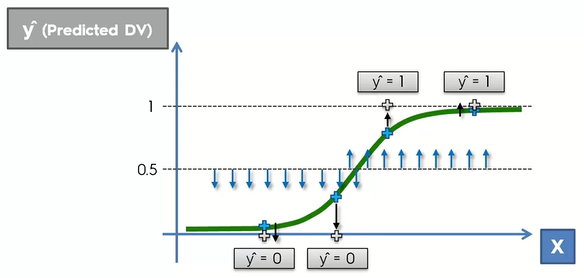 ŷ (Predicted DV)
ŷ = 1
ŷ = 1
1
0.5
ŷ = 0
ŷ = 0
X